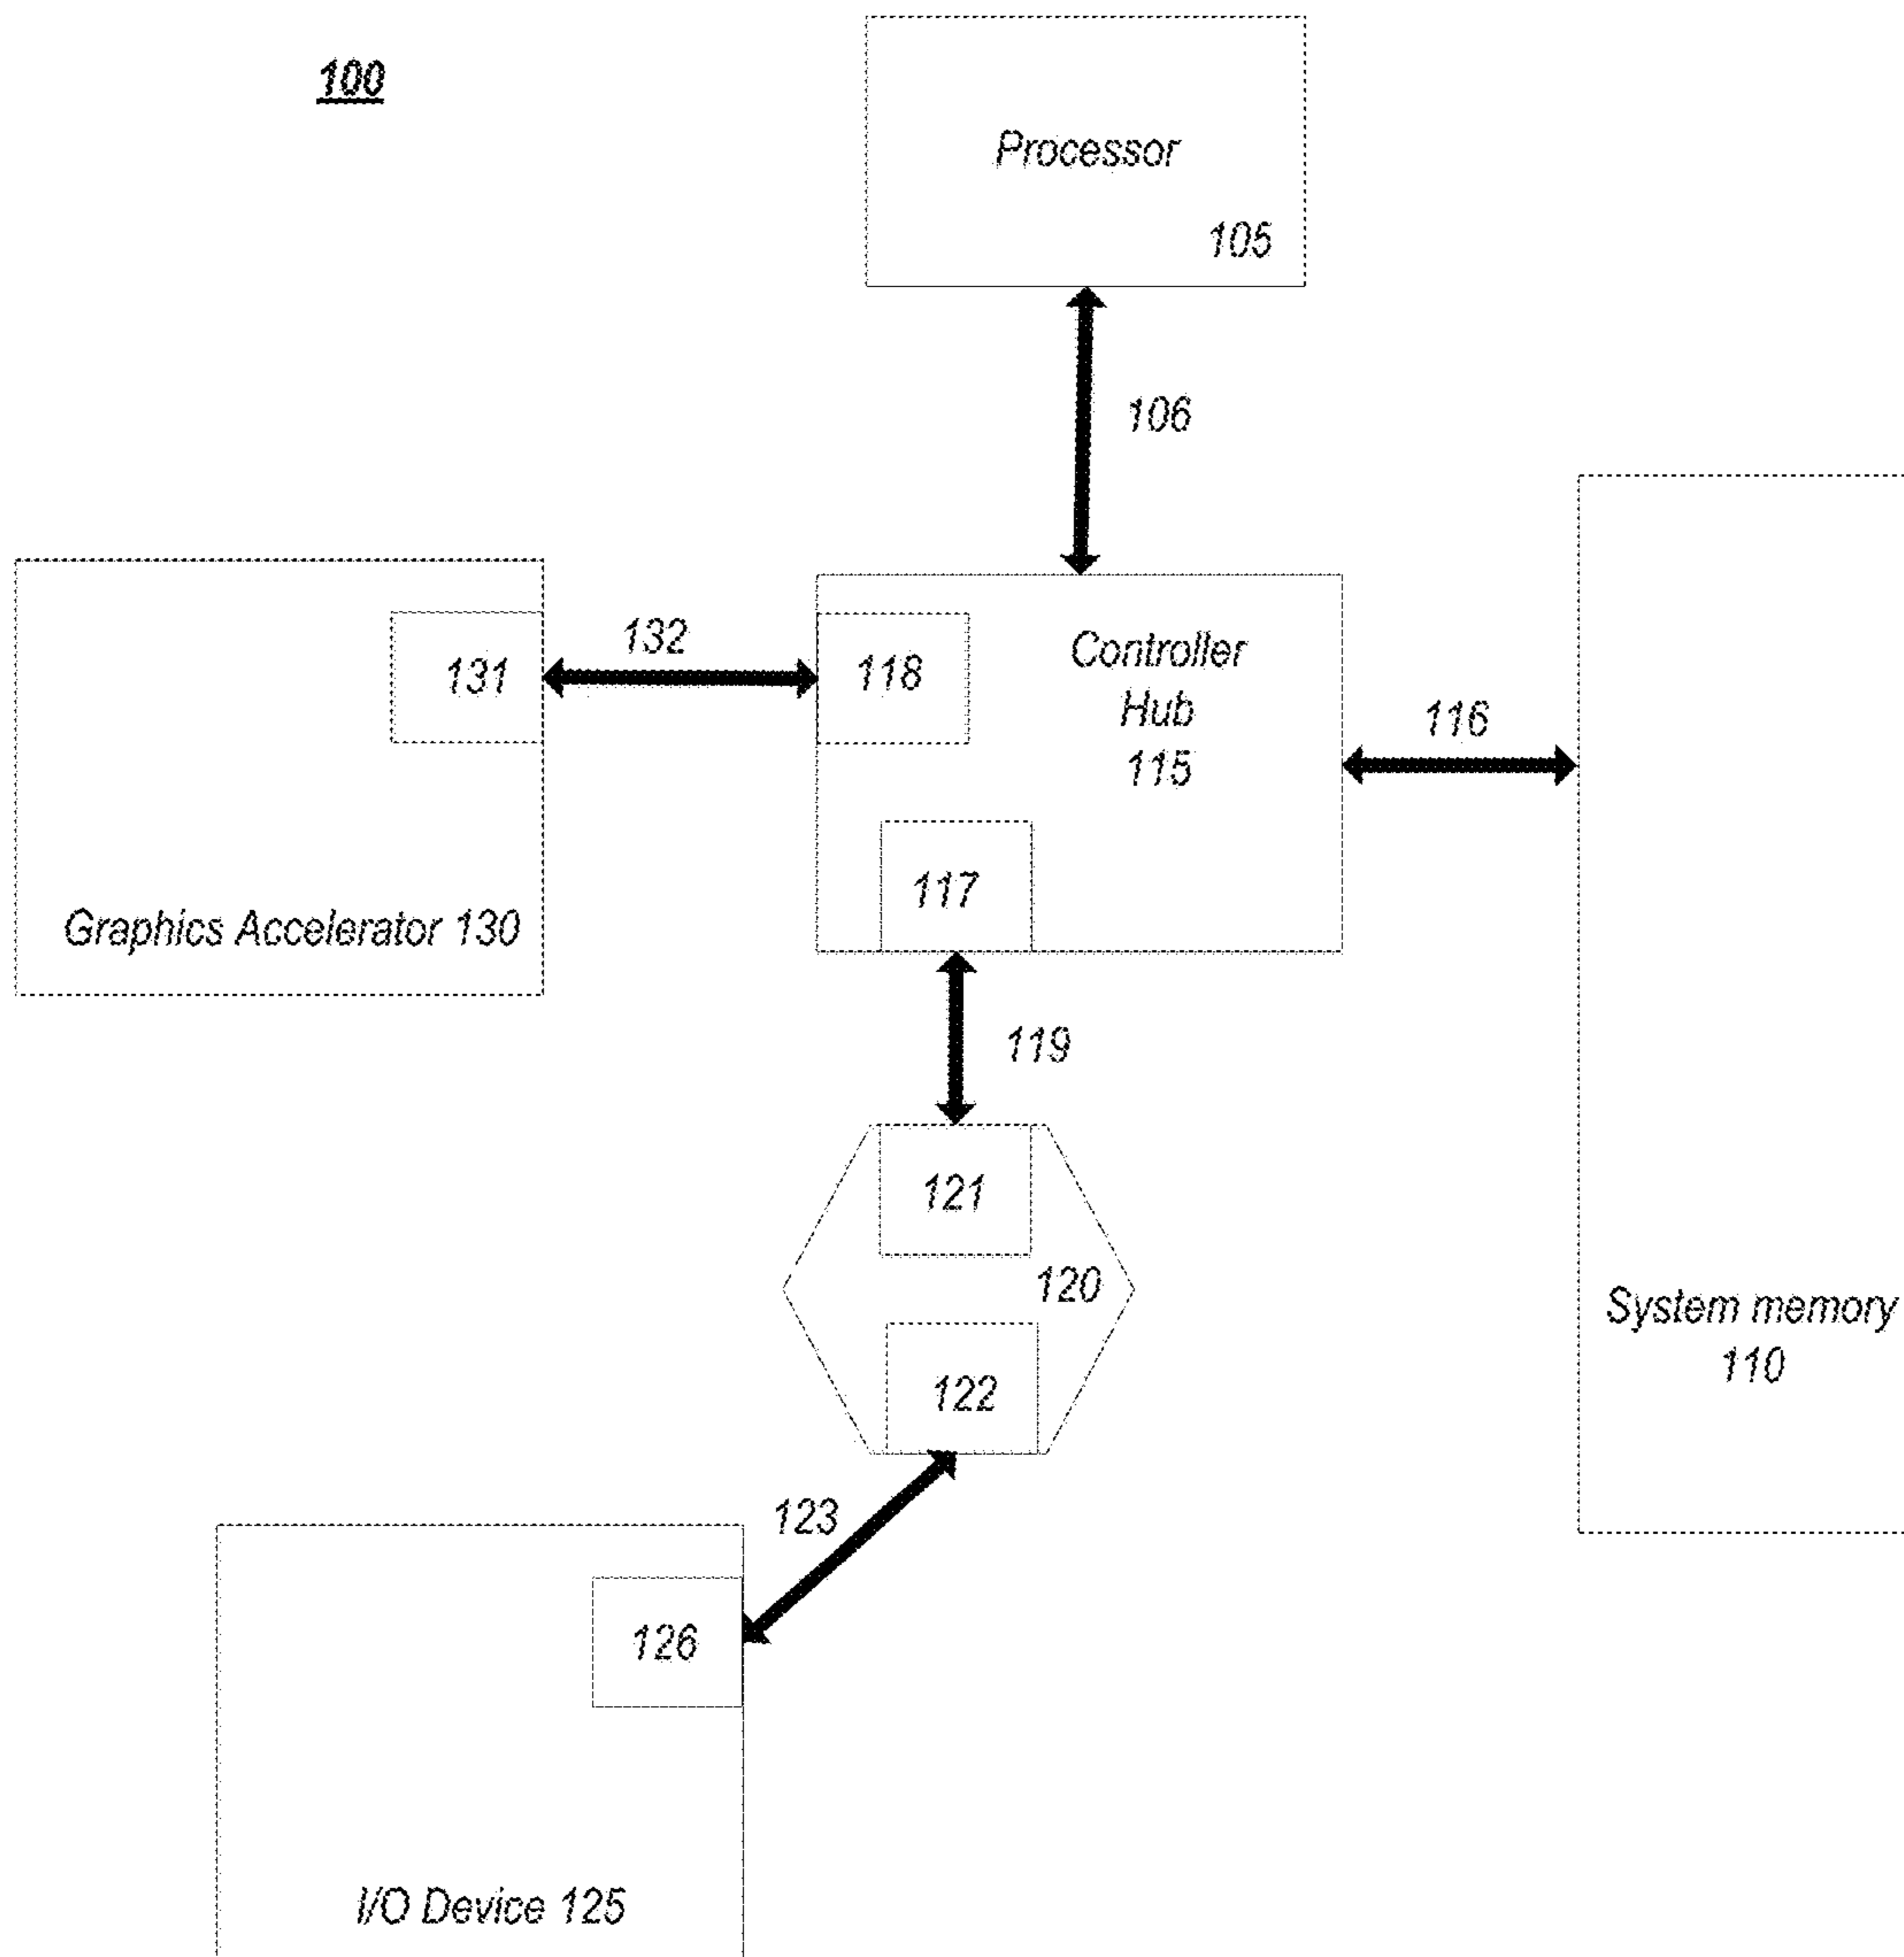 100
Processor
105
106
132
131
118
Controller
Hub
115
116
117
Graphics Accelerator 130
119
121
120
122
System memory
110
123
126
I/O Device 125